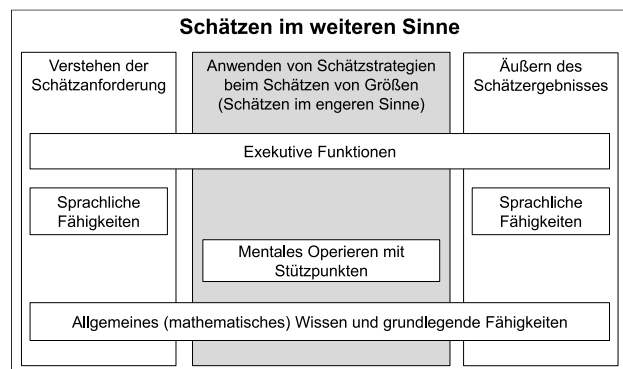 Schätzen im weiteren Sinne
Verstehen der
Schätzanforderung
Anwenden von Schätzstrategien
beim Schätzen von Größen
(Schätzen im engeren Sinne)
Äußern des
Schätzergebnisses
Exekutive Funktionen
Sprachliche
Fähigkeiten
Sprachliche
Fähigkeiten
Mentales Operieren mit
Stützpunkten
Allgemeines (mathematisches) Wissen und grundlegende Fähigkeiten